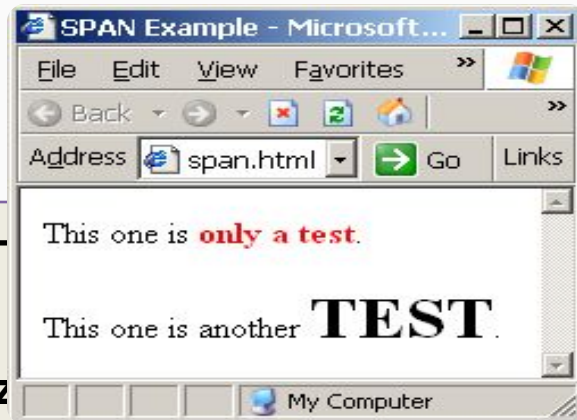 SPAN Example - Microsoft...
File Edit View Favorites »
Back »
Address span.html Go Links
This one is only a test.
This one is another TEST.
z
My Computer